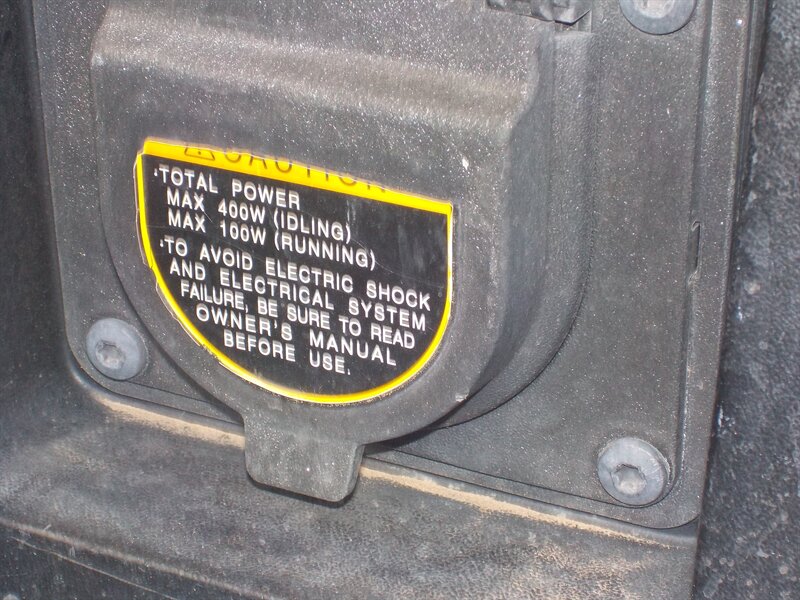 ⚠CAUTION
·TOTAL POWER
MAX 400W (IDLING)
MAX 100W (RUNNING)
·TO AVOID ELECTRIC SHOCK
AND ELECTRICAL SYSTEM
FAILURE, BE SURE TO READ
OWNER'S MANUAL
BEFORE USE.